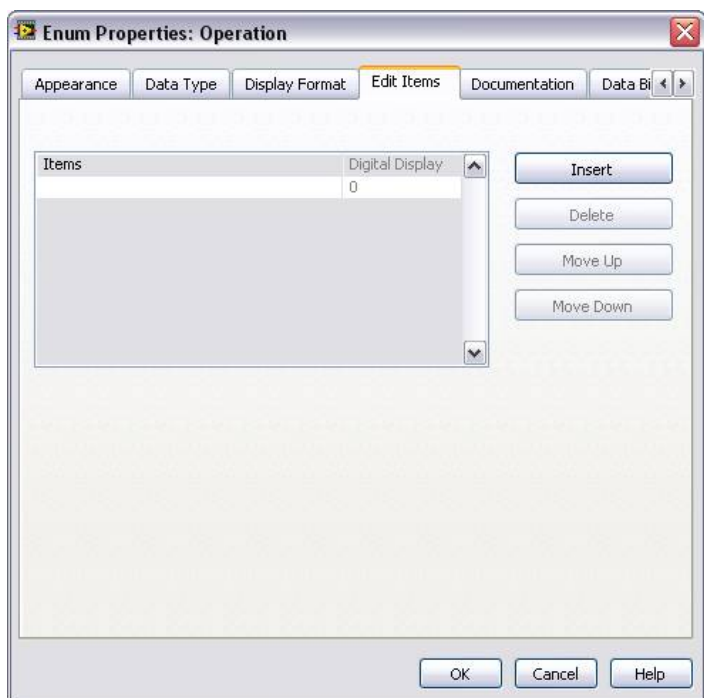 Enum Properties: Operation
Appearance Data Type Display Format Edit Items Documentation Data Bi
Items Digital Display
0
Insert
Delete
Move Up
Move Down
OK Cancel Help